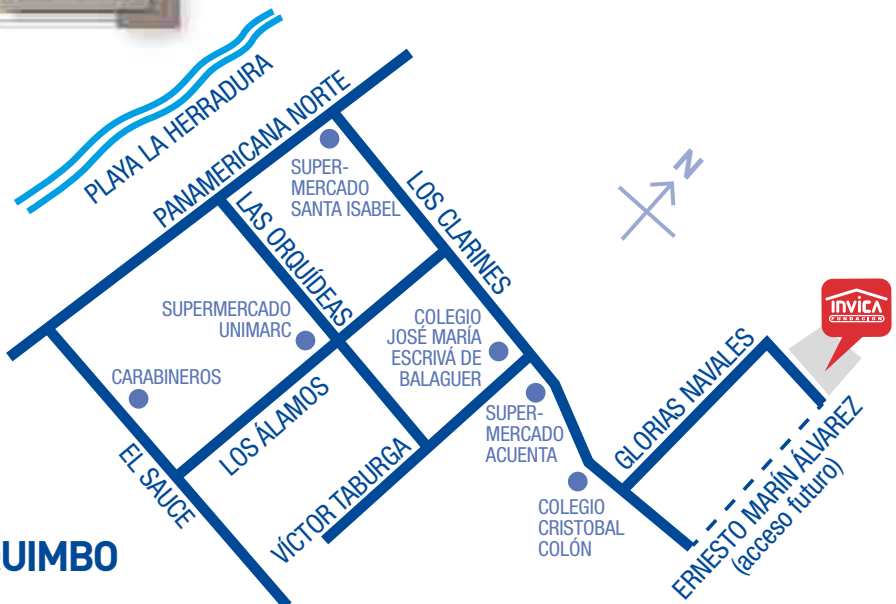 PLAYA LA HERRADURA
PANAMERICANA NORTE
SUPER-
MERCADO
SANTA ISABEL
LOS CLARINES
N
LAS ORQUÍDEAS
SUPERMERCADO
UNIMARC
COLEGIO
JOSÉ MARÍA
ESCRIVÁ DE
BALAGUER
INVICA
FUNDACION
CARABINEROS
GLORIAS NAVALES
LOS ÁLAMOS
SUPER-
MERCADO
ACUENTA
EL SAUCE
VÍCTOR TABURGA
COLEGIO
CRISTOBAL
COLÓN
ERNESTO MARÍN ÁLVAREZ
(acceso futuro)
UIMBO